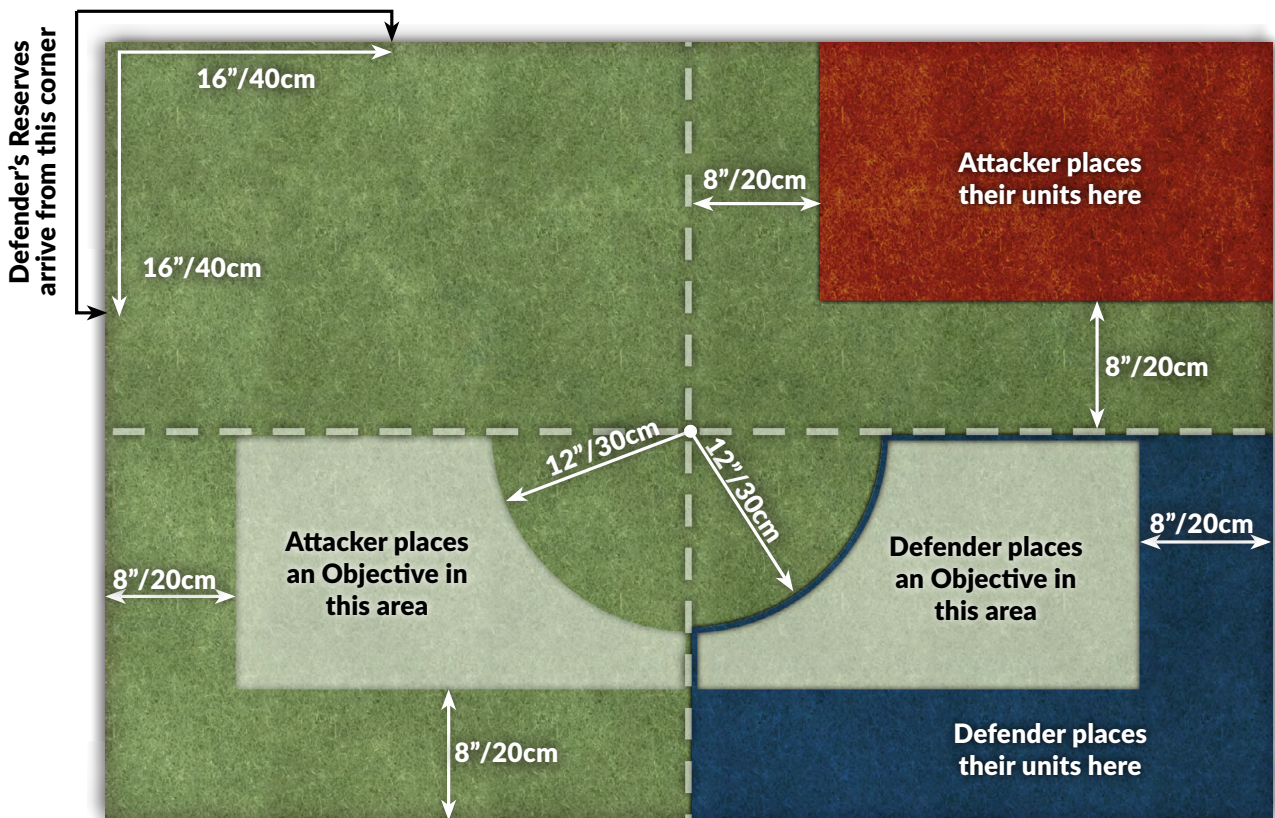 Defender’s Reserves
arrive from this corner
16”/40cm
16”/40cm
8”/20cm
Attacker places
their units here
8”/20cm
12”/30cm
12”/30cm
Attacker places
an Objective in
this area
8”/20cm
8”/20cm
Defender places
an Objective in
this area
8”/20cm
Defender places
their units here